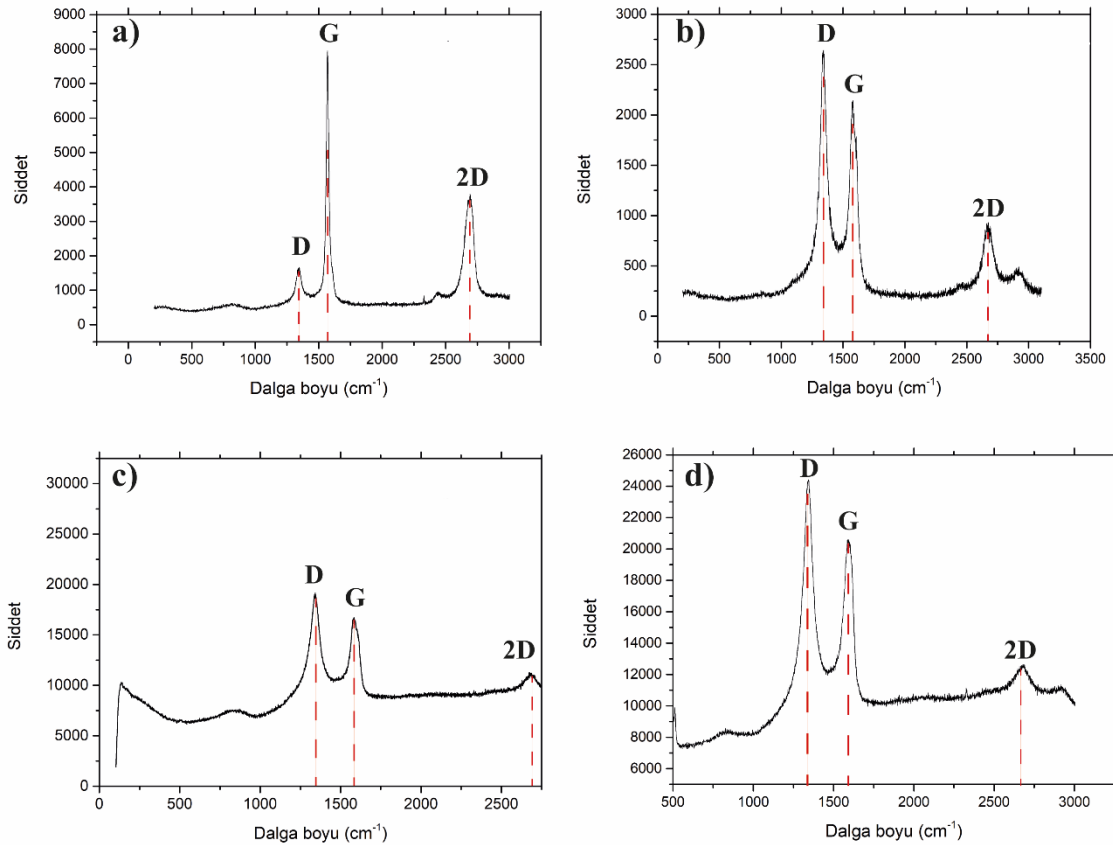 a)
G
D
2D
9000
8000
7000
6000
5000
4000
3000
2000
1000
0
Siddet
0 500 1000 1500 2000 2500 3000
Dalga boyu (cm⁻¹)
b)
D
G
2D
3000
2500
2000
1500
1000
500
0
Siddet
0 500 1000 1500 2000 2500 3000 3500
Dalga boyu (cm⁻¹)
c)
D
G
2D
30000
25000
20000
15000
10000
5000
0
Siddet
0 500 1000 1500 2000 2500
Dalga boyu (cm⁻¹)
d)
D
G
2D
26000
24000
22000
20000
18000
16000
14000
12000
10000
8000
6000
Siddet
500 1000 1500 2000 2500 3000
Dalga boyu (cm⁻¹)